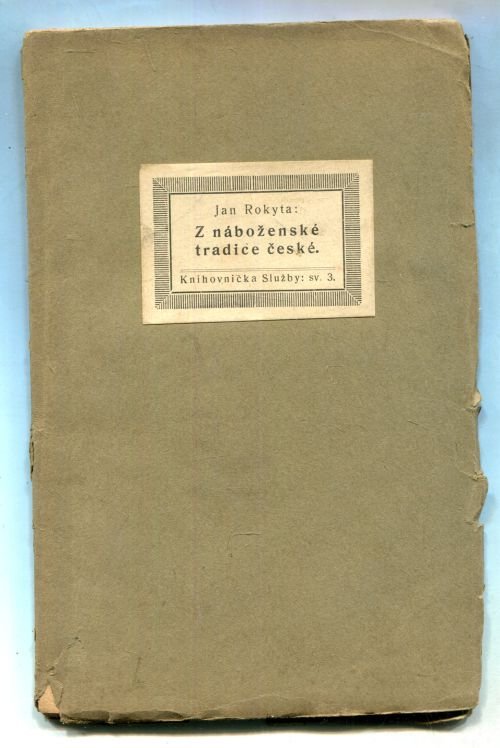 Jan Rokyta:
Z náboženské
tradice české.
Knihovnička Služby: sv. 3.